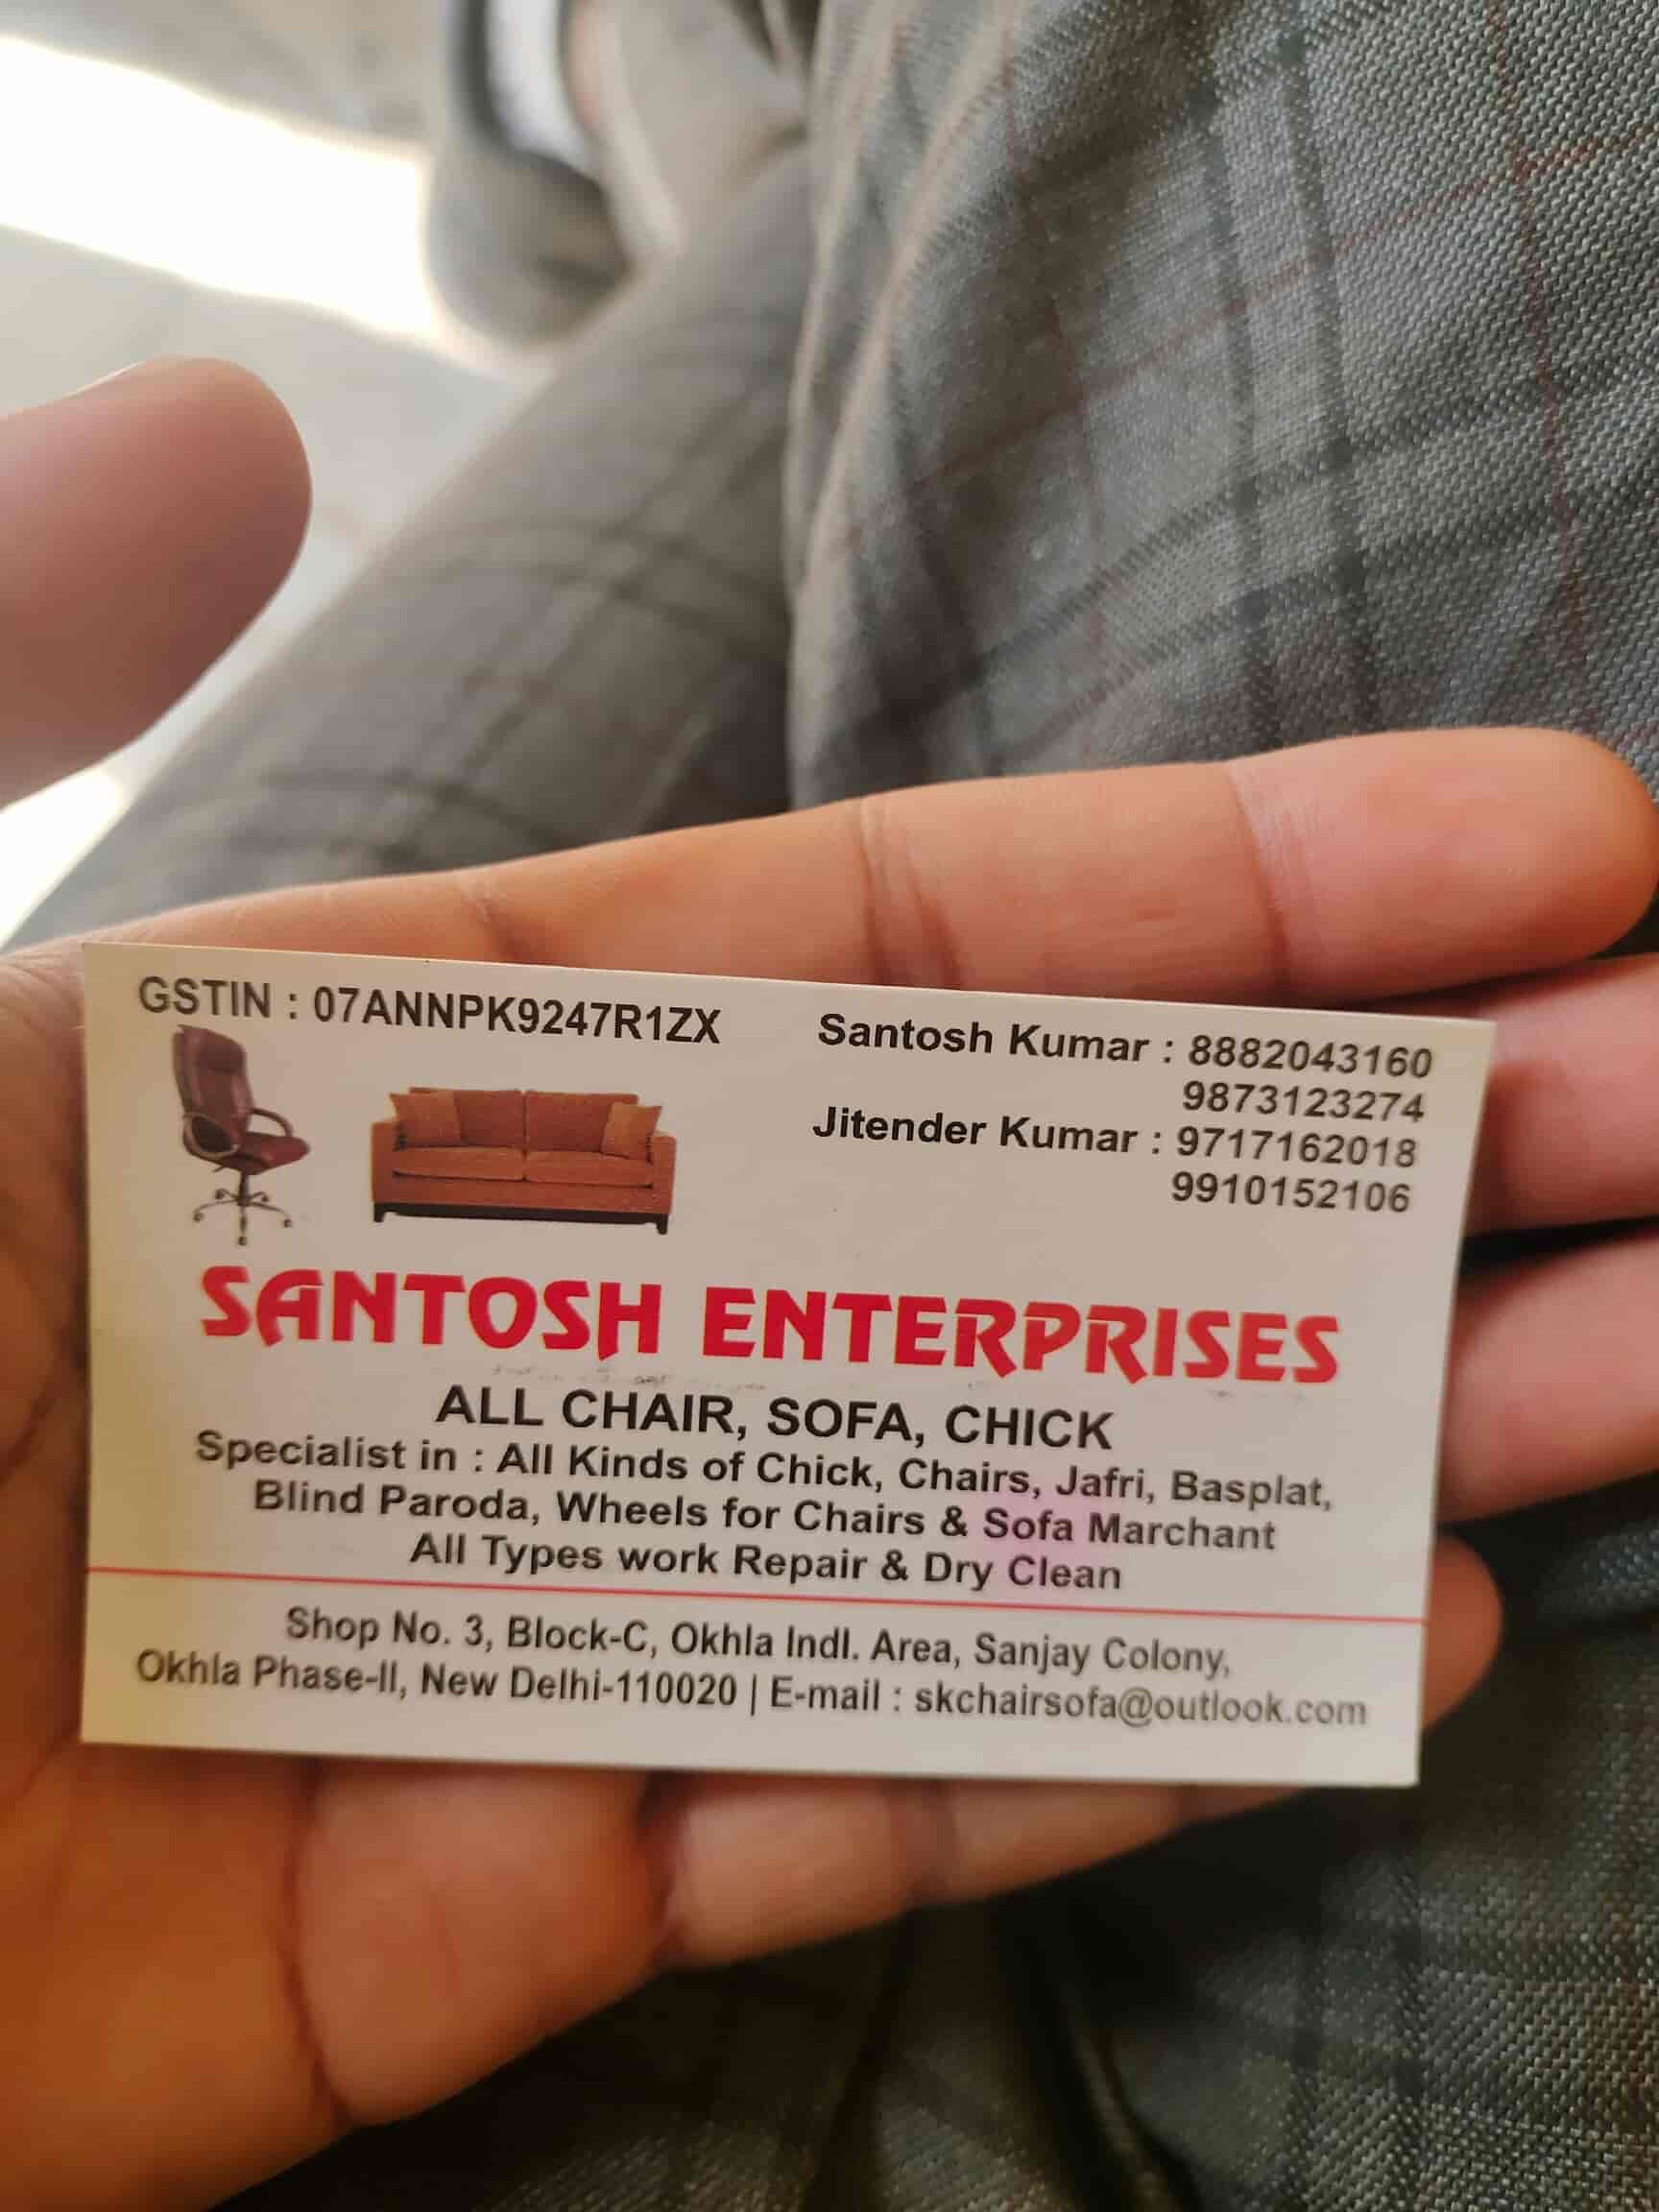 GSTIN : 07ANNPK9247R1ZX
Santosh Kumar : 8882043160
9873123274
Jitender Kumar : 9717162018
9910152106
SANTOSH ENTERPRISES
ALL CHAIR, SOFA, CHICK
Specialist in : All Kinds of Chick, Chairs, Jafri, Basplat,
Blind Paroda, Wheels for Chairs & Sofa Marchant
All Types work Repair & Dry Clean
Shop No. 3, Block-C, Okhla Indl. Area, Sanjay Colony,
Okhla Phase-II, New Delhi-110020 | E-mail : skchairsofa@outlook.com